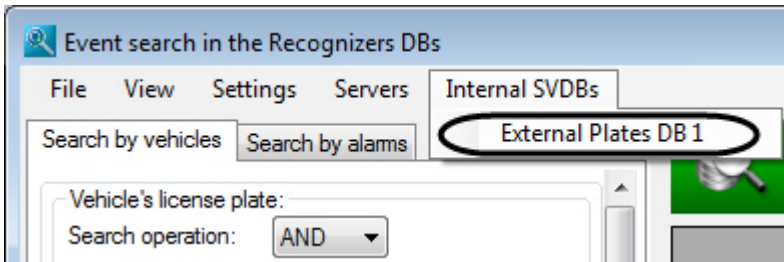 Event search in the Recognizers DBs
File View Settings Servers Internal SVDBs
External Plates DB 1
Search by vehicles Search by alarms
Vehicle's license plate:
Search operation: AND